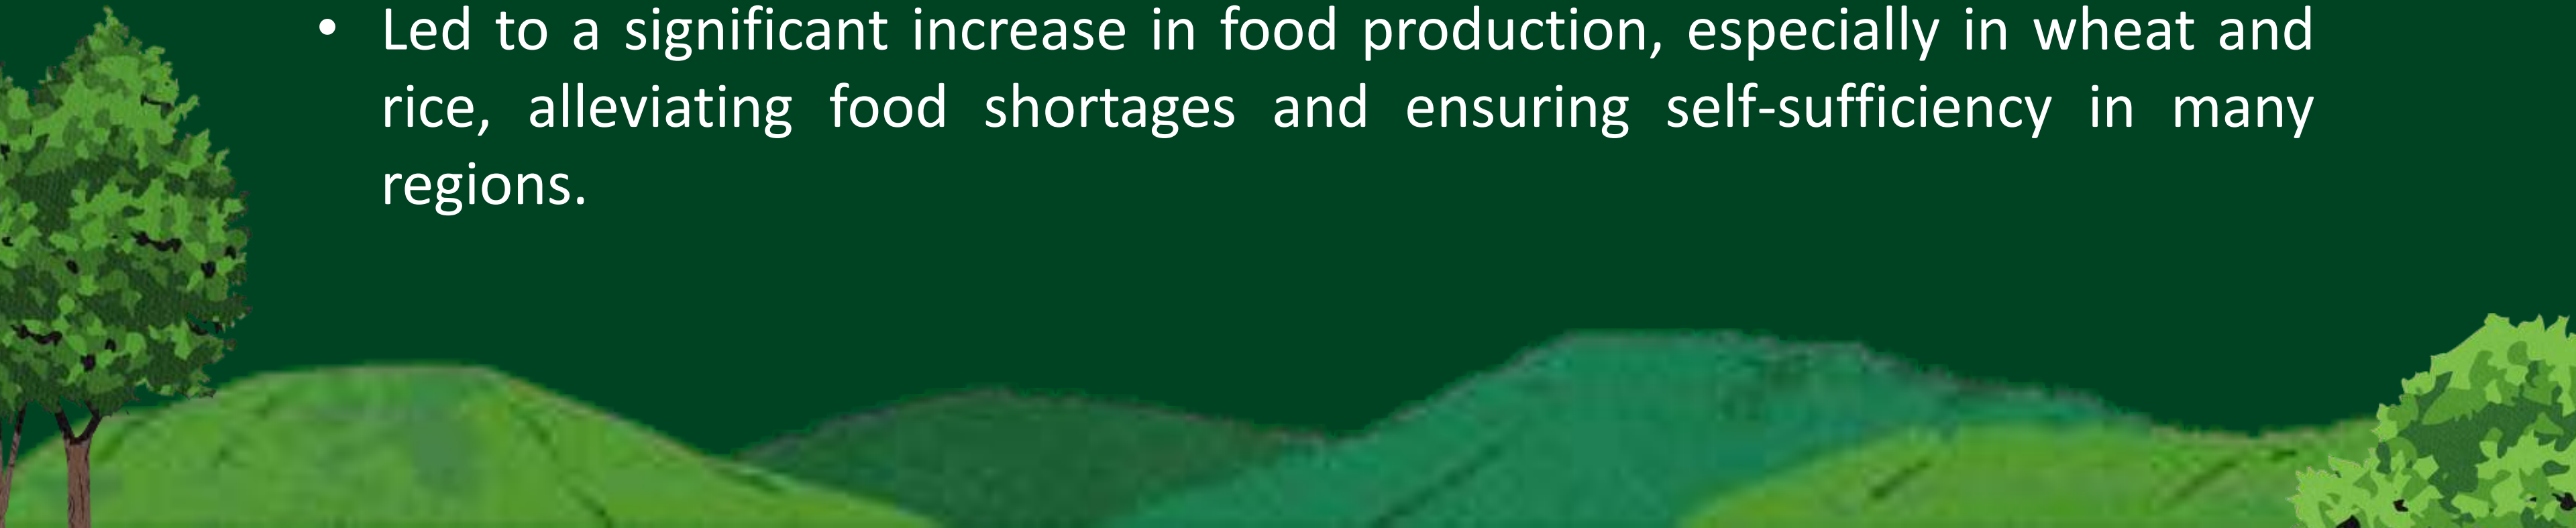 • Led to a significant increase in food production, especially in wheat and
rice, alleviating food shortages and ensuring self-sufficiency in many
regions.